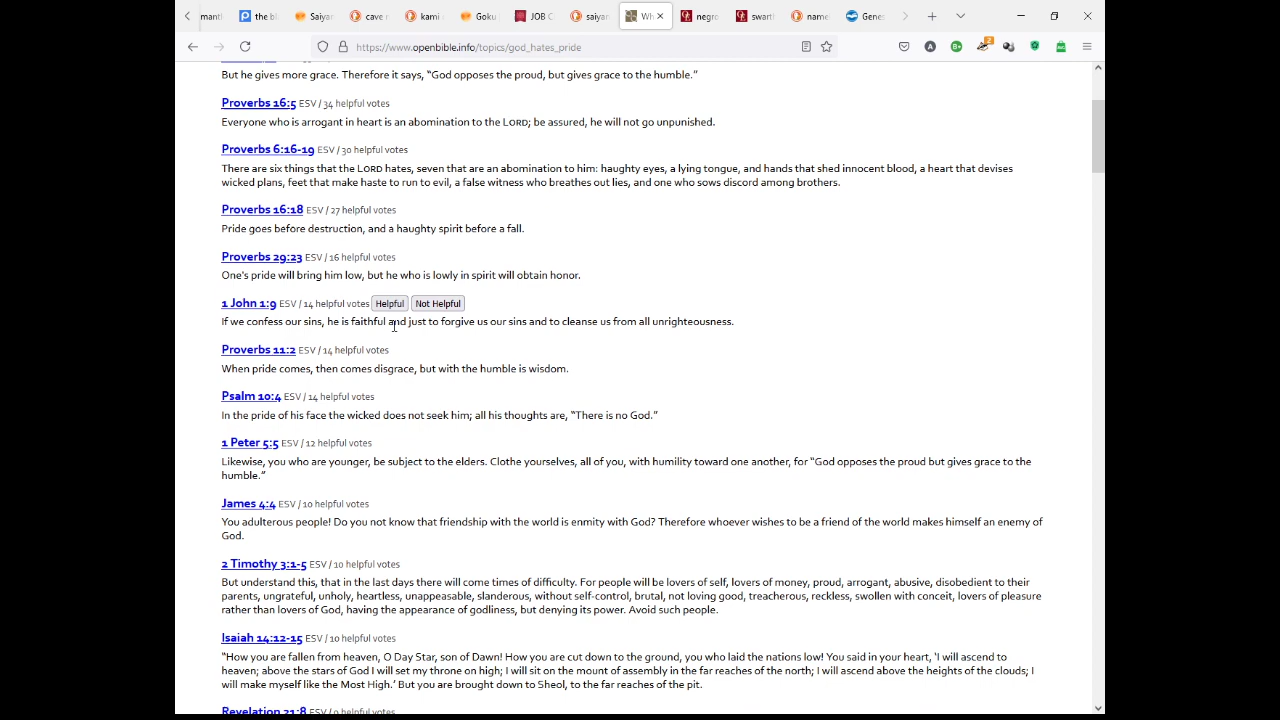 mantl
the bl
Saiyar
cave r
kami
Goku
JOB C
saiyan
Wh
negro
swarth
name
Genes
https://www.openbible.info/topics/god_hates_pride
2
But he gives more grace. Therefore it says, “God opposes the proud, but gives grace to the humble.”
Proverbs 16:5 ESV / 34 helpful votes
Everyone who is arrogant in heart is an abomination to the LORD; be assured, he will not go unpunished.
Proverbs 6:16-19 ESV / 30 helpful votes
There are six things that the LORD hates, seven that are an abomination to him: haughty eyes, a lying tongue, and hands that shed innocent blood, a heart that devises
wicked plans, feet that make haste to run to evil, a false witness who breathes out lies, and one who sows discord among brothers.
Proverbs 16:18 ESV / 27 helpful votes
Pride goes before destruction, and a haughty spirit before a fall.
Proverbs 29:23 ESV / 16 helpful votes
One's pride will bring him low, but he who is lowly in spirit will obtain honor.
1 John 1:9 ESV / 14 helpful votes Helpful Not Helpful
If we confess our sins, he is faithful and just to forgive us our sins and to cleanse us from all unrighteousness.
Proverbs 11:2 ESV / 14 helpful votes
When pride comes, then comes disgrace, but with the humble is wisdom.
Psalm 10:4 ESV / 14 helpful votes
In the pride of his face the wicked does not seek him; all his thoughts are, “There is no God.”
1 Peter 5:5 ESV / 12 helpful votes
Likewise, you who are younger, be subject to the elders. Clothe yourselves, all of you, with humility toward one another, for “God opposes the proud but gives grace to the
humble.”
James 4:4 ESV / 10 helpful votes
You adulterous people! Do you not know that friendship with the world is enmity with God? Therefore whoever wishes to be a friend of the world makes himself an enemy of
God.
2 Timothy 3:1-5 ESV / 10 helpful votes
But understand this, that in the last days there will come times of difficulty. For people will be lovers of self, lovers of money, proud, arrogant, abusive, disobedient to their
parents, ungrateful, unholy, heartless, unappeasable, slanderous, without self-control, brutal, not loving good, treacherous, reckless, swollen with conceit, lovers of pleasure
rather than lovers of God, having the appearance of godliness, but denying its power. Avoid such people.
Isaiah 14:12-15 ESV / 10 helpful votes
“How you are fallen from heaven, O Day Star, son of Dawn! How you are cut down to the ground, you who laid the nations low! You said in your heart, ‘I will ascend to
heaven; above the stars of God I will set my throne on high; I will sit on the mount of assembly in the far reaches of the north; I will ascend above the heights of the clouds; I
will make myself like the Most High.’ But you are brought down to Sheol, to the far reaches of the pit.
Revelation 21:8 ESV / 9 helpful votes